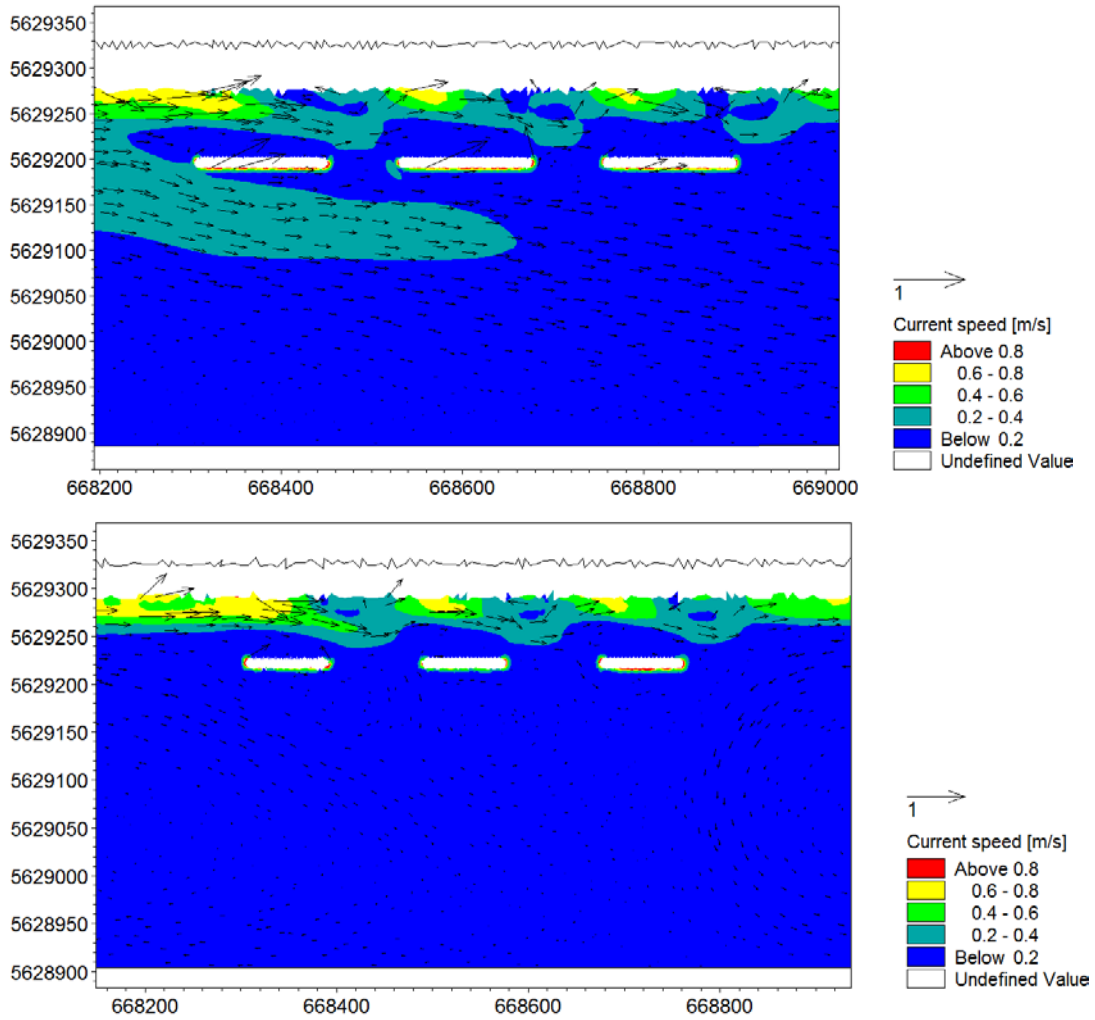 5629350
5629300
5629250
5629200
5629150
5629100
5629050
5629000
5628950
5628900
668200 668400 668600 668800 669000
1
Current speed [m/s]
Above 0.8
0.6 - 0.8
0.4 - 0.6
0.2 - 0.4
Below 0.2
Undefined Value
5629350
5629300
5629250
5629200
5629150
5629100
5629050
5629000
5628950
5628900
668200 668400 668600 668800
1
Current speed [m/s]
Above 0.8
0.6 - 0.8
0.4 - 0.6
0.2 - 0.4
Below 0.2
Undefined Value